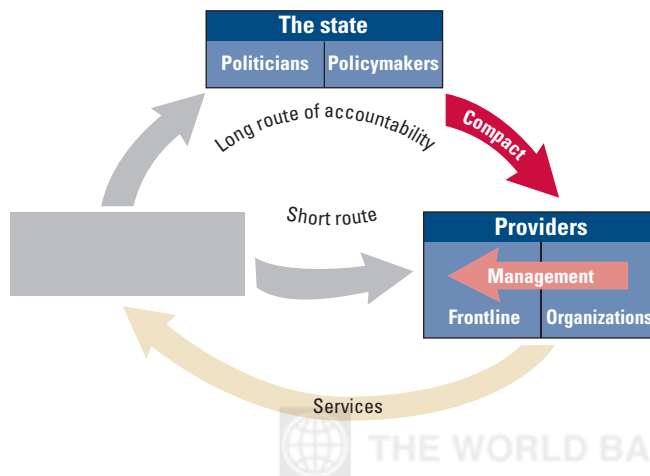 The state
Politicians
Policymakers
Long route of accountability
Compact
Short route
Providers
Management
Frontline
Organizations
Services
THE WORLD BA